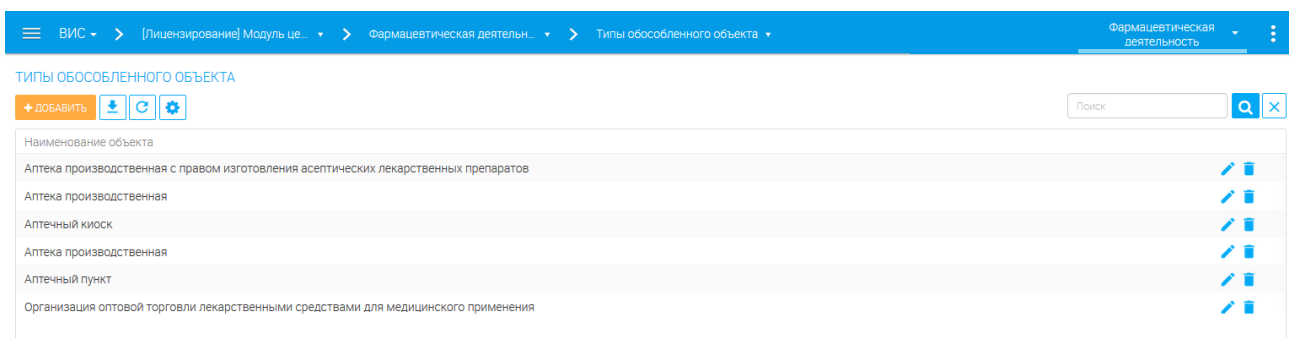 ВИС [Лицензирование] Модуль це... Фармацевтическая деятельн... Типы обособленного объекта Фармацевтическая
деятельность
ТИПЫ ОБОСОБЛЕННОГО ОБЪЕКТА
+ ДОБАВИТЬ Поиск
Наименование объекта
Аптека производственная с правом изготовления асептических лекарственных препаратов
Аптека производственная
Аптечный киоск
Аптека производственная
Аптечный пункт
Организация оптовой торговли лекарственными средствами для медицинского применения